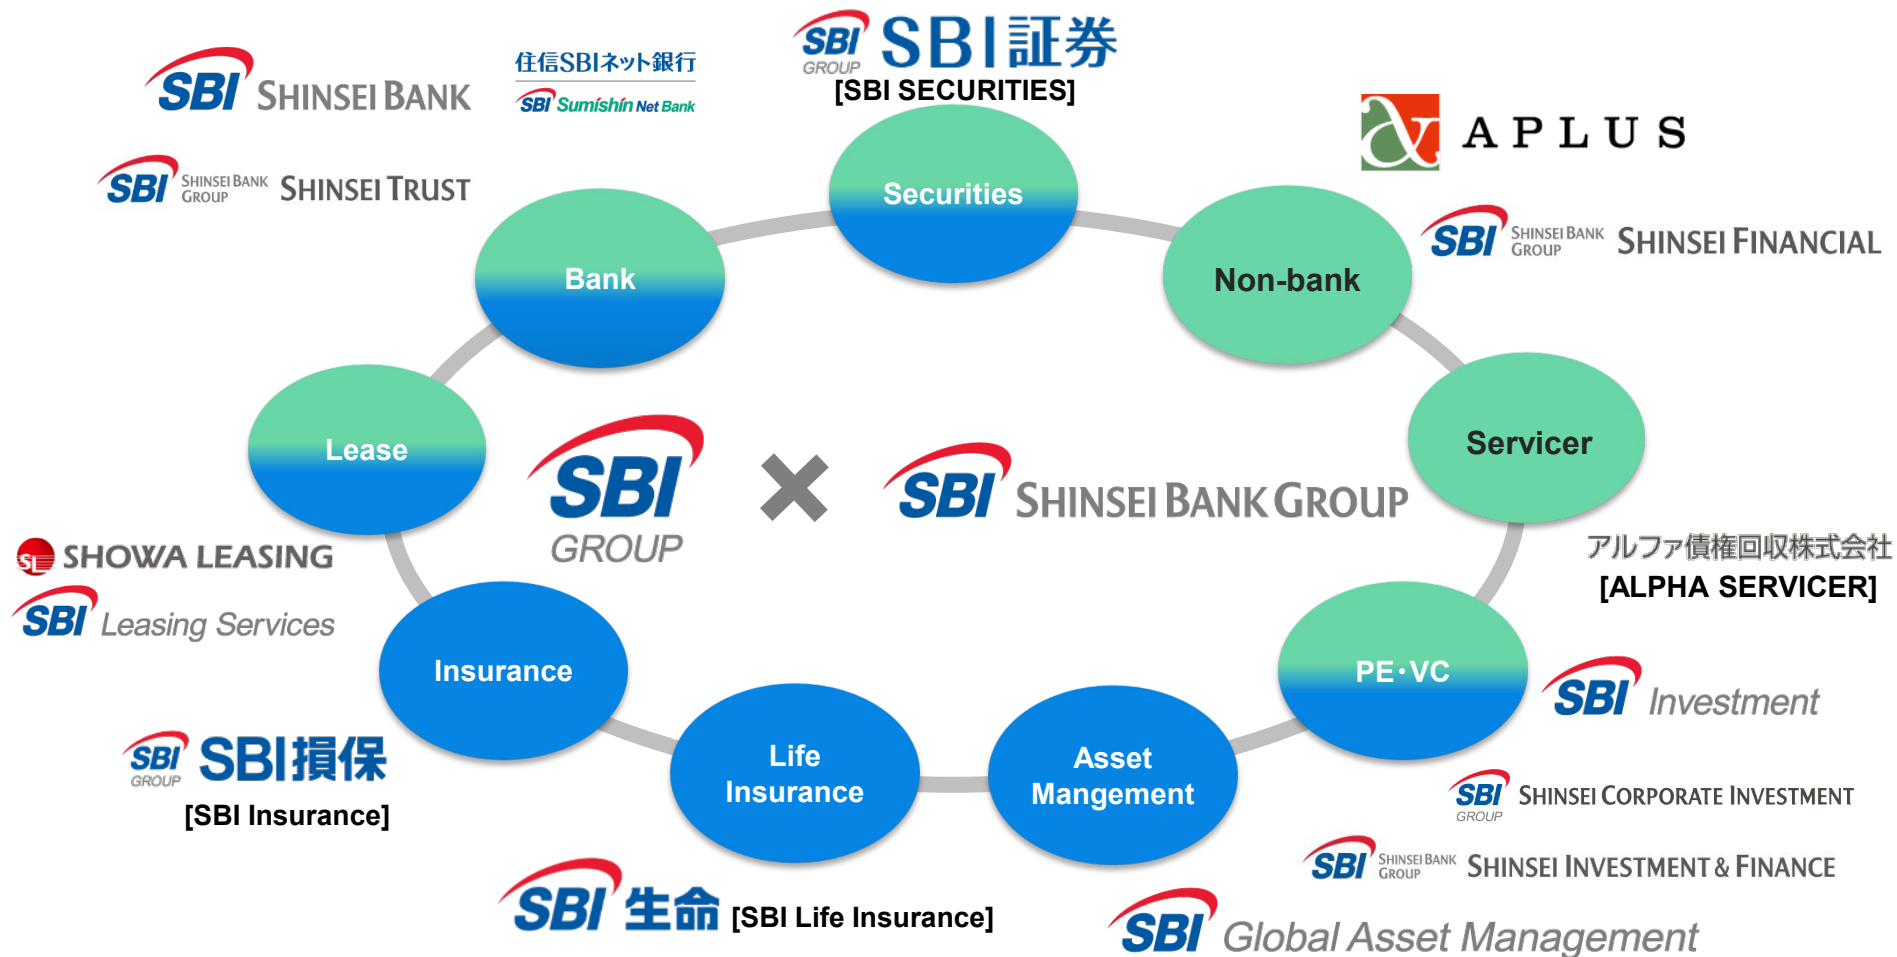 SBI SHINSEI BANK
住信SBIネット銀行
SBI Sumishin Net Bank
SBI GROUP SBI証券
[SBI SECURITIES]
APLUS
SBI SHINSEI BANK GROUP SHINSEI TRUST
SBI SHINSEI BANK GROUP SHINSEI FINANCIAL
Securities
Bank
Non-bank
Lease
Servicer
SBI
GROUP
SBI SHINSEI BANK GROUP
SL SHOWA LEASING
SBI Leasing Services
アルファ債権回収株式会社
[ALPHA SERVICER]
Insurance
PE・VC
SBI Investment
SBI GROUP SBI損保
[SBI Insurance]
Life
Insurance
Asset
Mangement
SBI GROUP SHINSEI CORPORATE INVESTMENT
SBI SHINSEI BANK GROUP SHINSEI INVESTMENT & FINANCE
SBI生命 [SBI Life Insurance]
SBI Global Asset Management